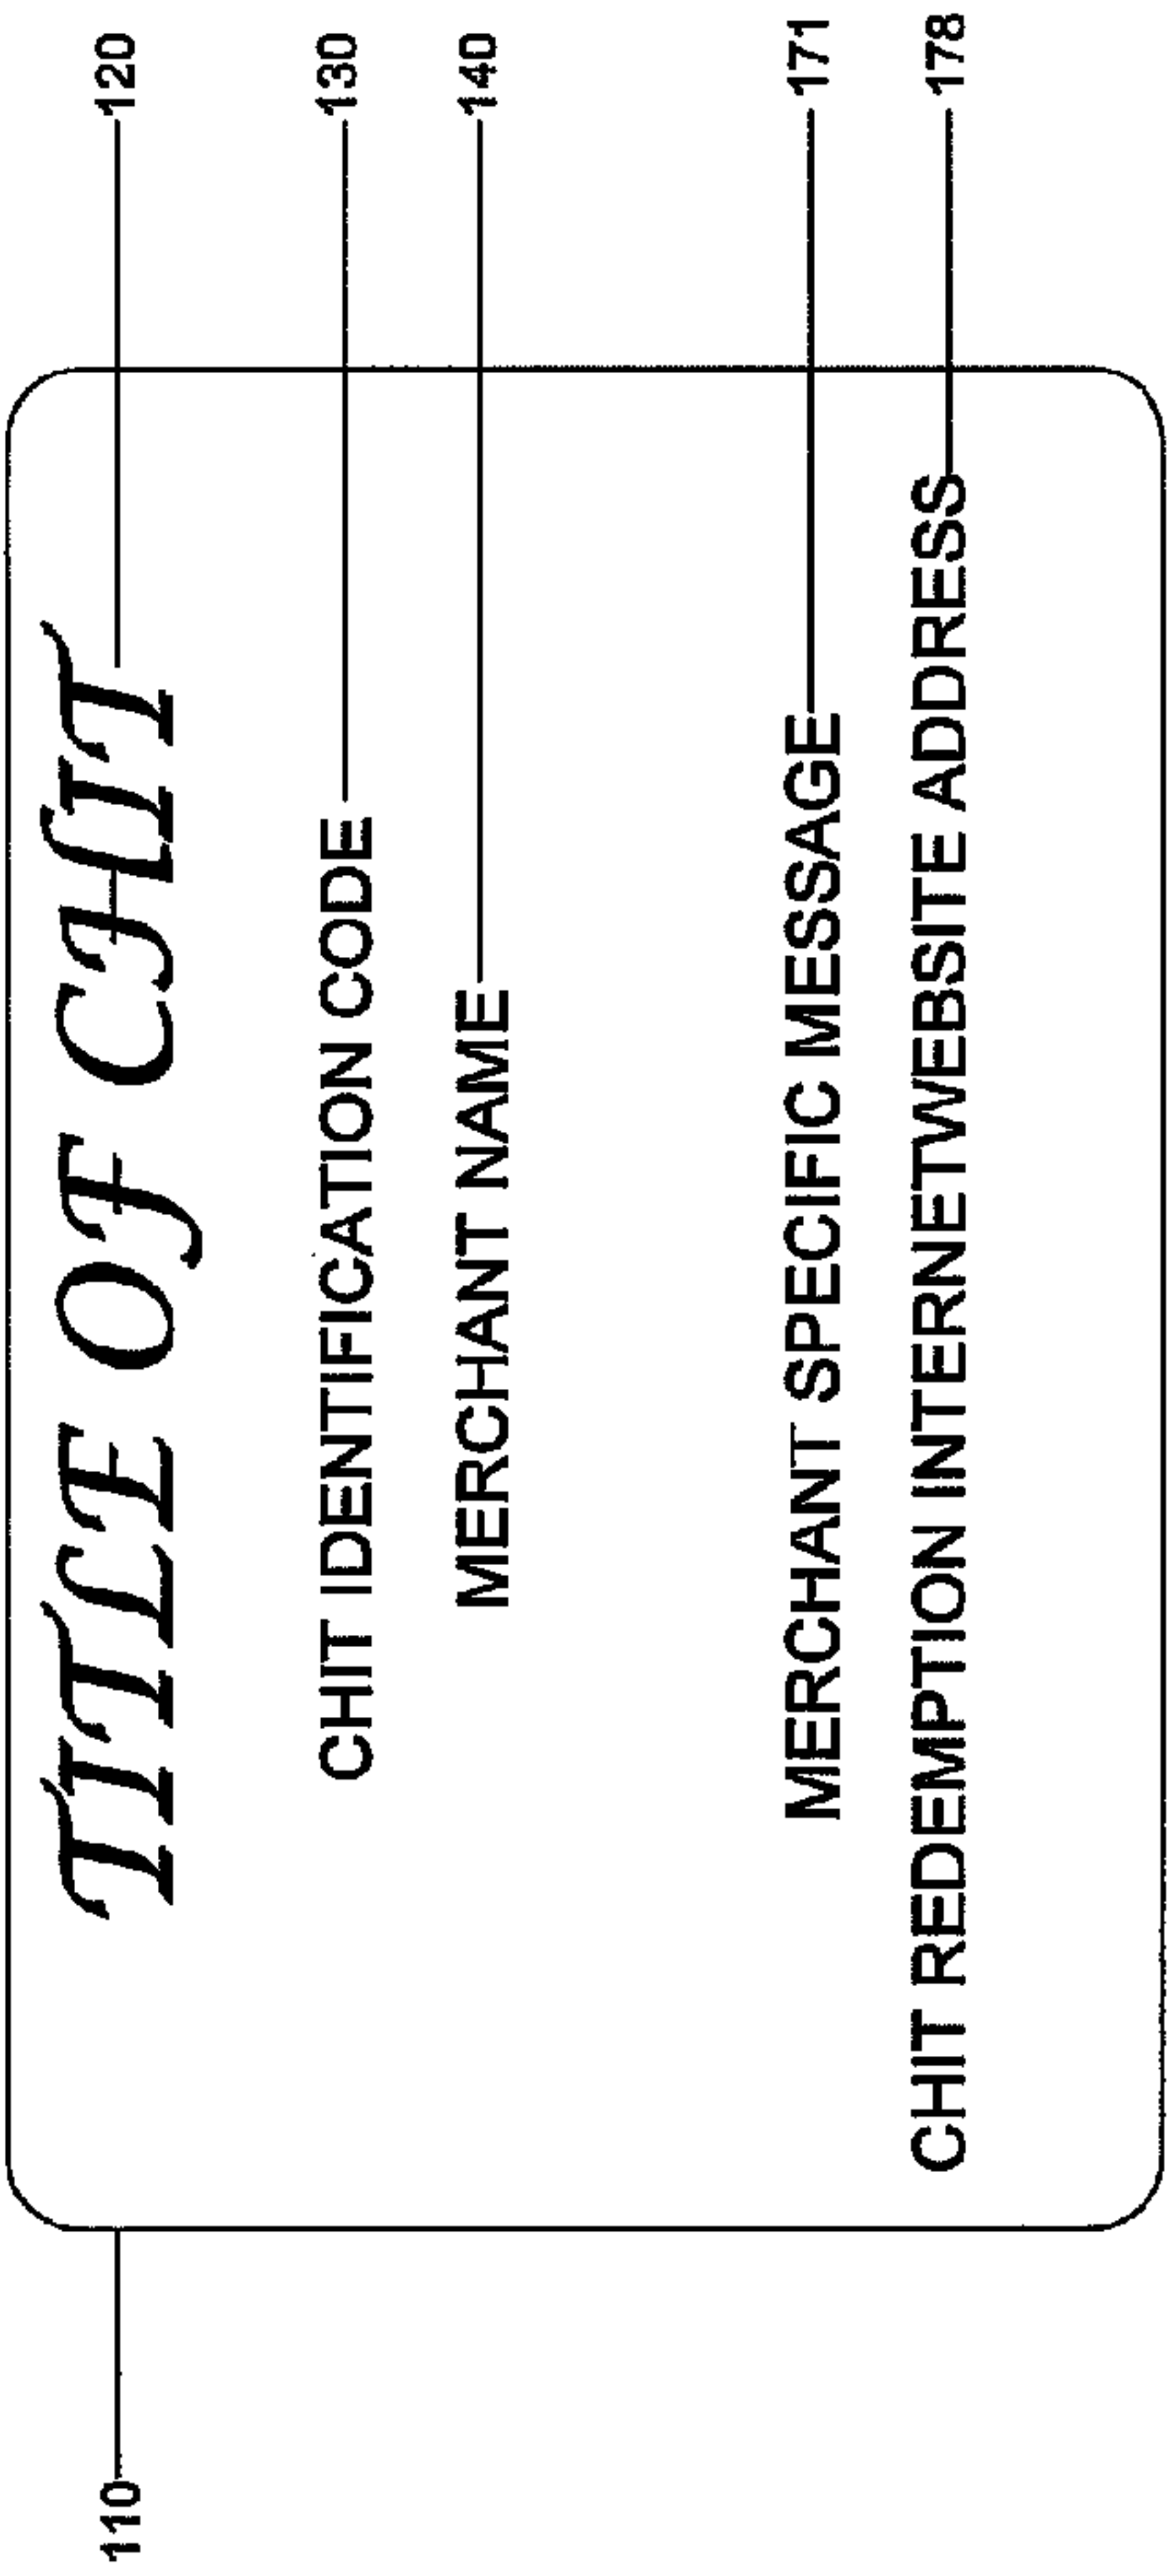 TITLE OF CHIT
120
110
CHIT IDENTIFICATION CODE
130
MERCHANT NAME
140
MERCHANT SPECIFIC MESSAGE
171
CHIT REDEMPTION INTERNETWEBSITE ADDRESS
178